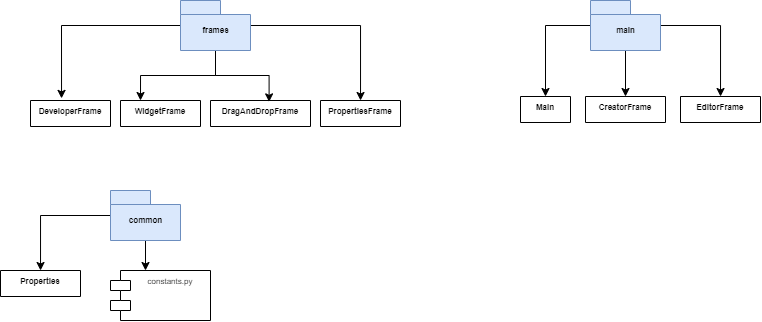 frames
main
DeveloperFrame
WidgetFrame
DragAndDropFrame
PropertiesFrame
Main
CreatorFrame
EditorFrame
common
Properties
constants.py